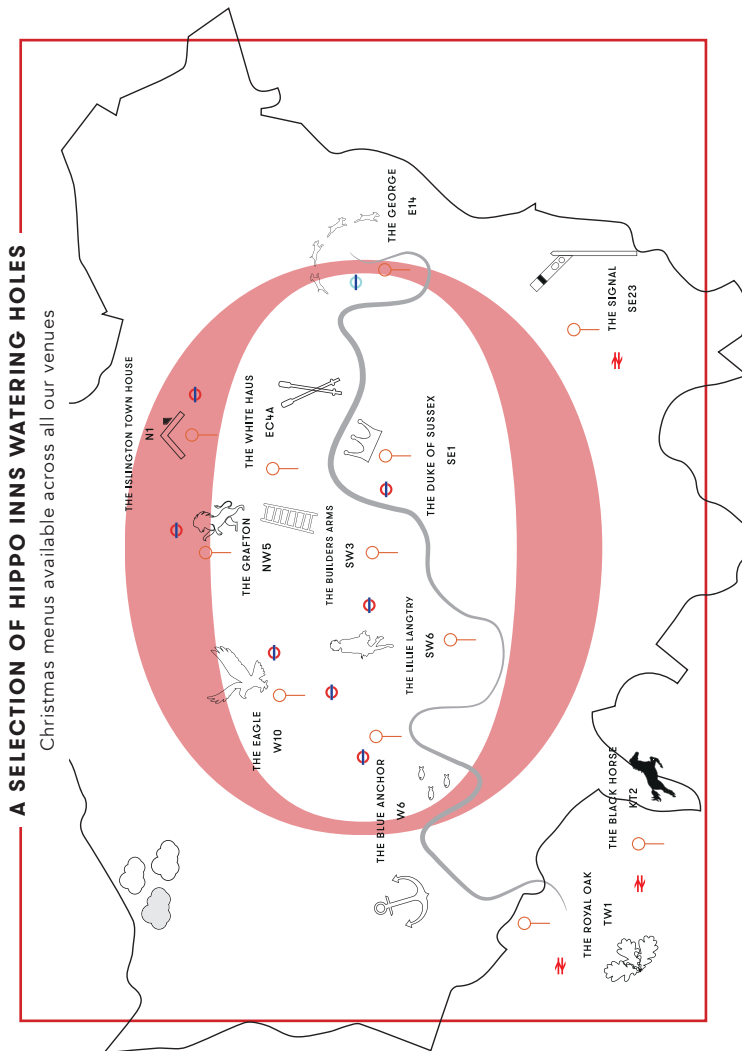 A SELECTION OF HIPPO INNS WATERING HOLES
Christmas menus available across all our venues
THE ISLINGTON TOWN HOUSE
N1
THE GRAFTON
NW5
THE WHITE HAUS
EC4A
THE EAGLE
W10
THE BUILDERS ARMS
SW3
THE GEORGE
E14
THE BLUE ANCHOR
W6
THE LILLIE LANGTRY
SW6
THE DUKE OF SUSSEX
SE1
THE ROYAL OAK
TW1
THE BLACK HORSE
KT2
THE SIGNAL
SE23